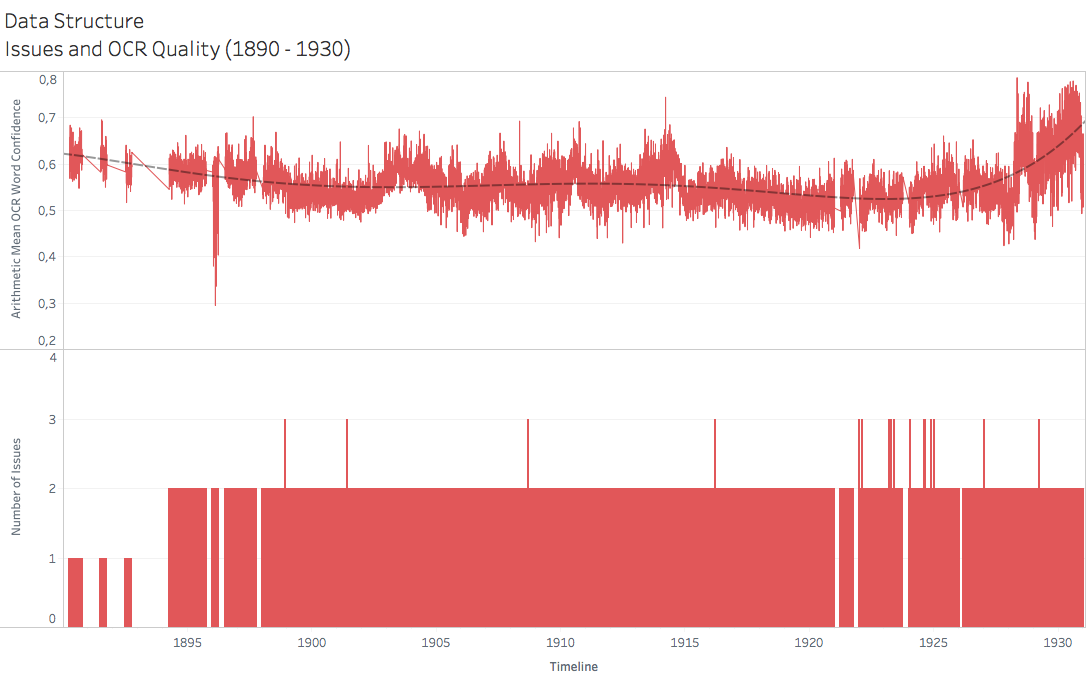 Data Structure
Issues and OCR Quality (1890 - 1930)
Arithmetic Mean OCR Word Confidence
0,8
0,7
0,6
0,5
0,4
0,3
0,2
Number of Issues
4
3
2
1
0
1895 1900 1905 1910 1915 1920 1925 1930
Timeline